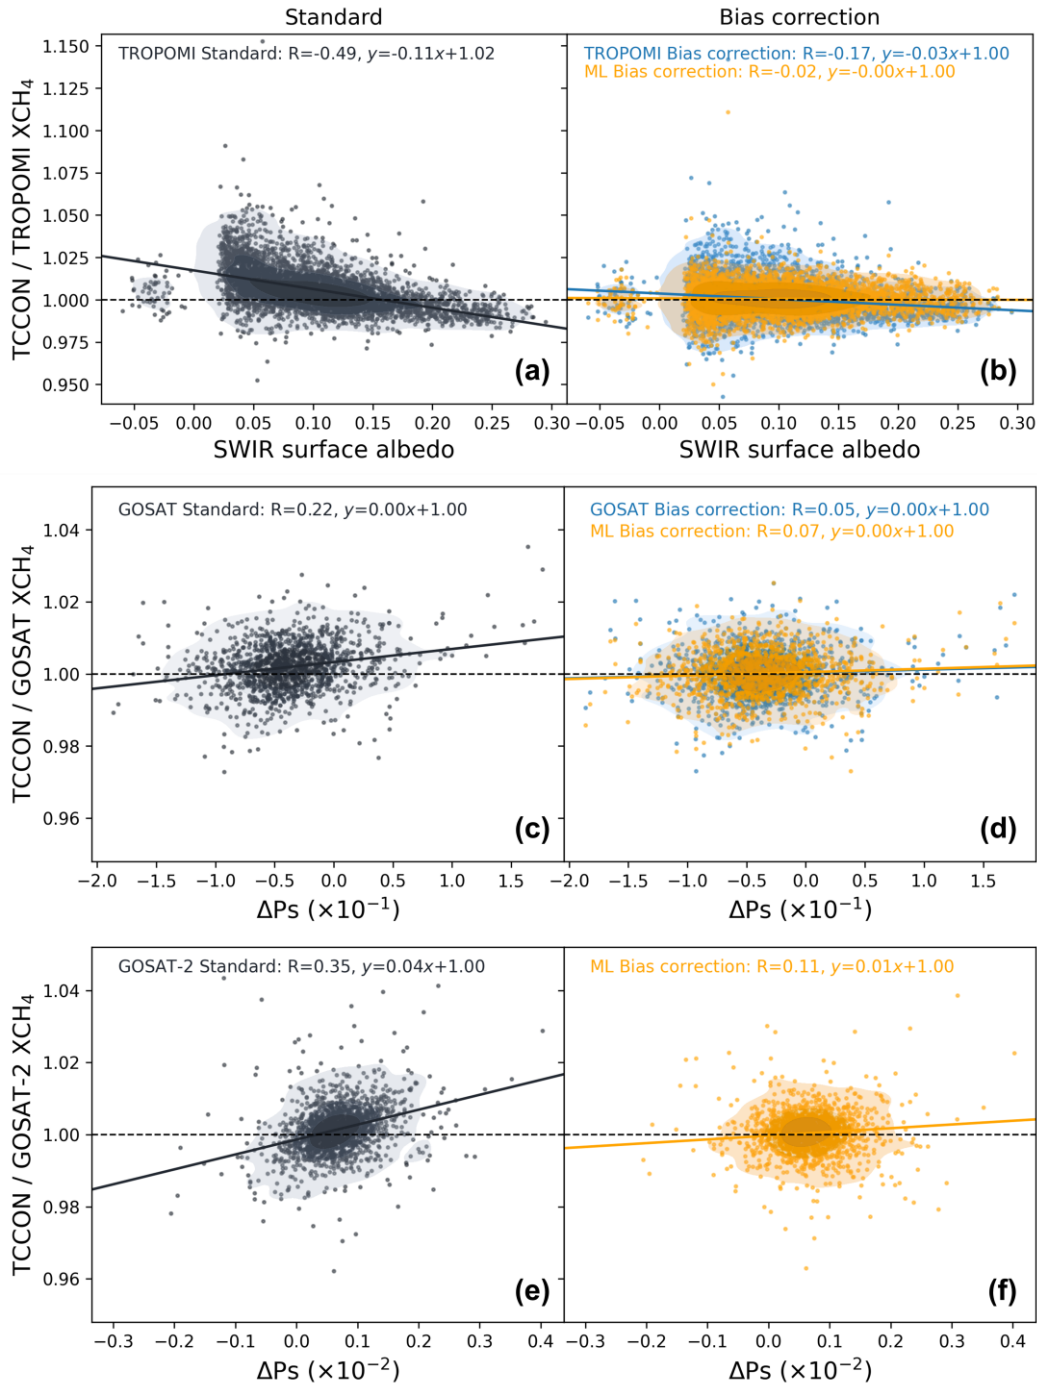 Standard
Bias correction
TCCON / TROPOMI XCH₄
1.150
1.125
1.100
1.075
1.050
1.025
1.000
0.975
0.950
TROPOMI Standard: R=-0.49, y=-0.11x+1.02
(a)
−0.05 0.00 0.05 0.10 0.15 0.20 0.25 0.30
SWIR surface albedo
TROPOMI Bias correction: R=-0.17, y=-0.03x+1.00
ML Bias correction: R=-0.02, y=-0.00x+1.00
(b)
−0.05 0.00 0.05 0.10 0.15 0.20 0.25 0.30
SWIR surface albedo
TCCON / GOSAT XCH₄
1.04
1.02
1.00
0.98
0.96
GOSAT Standard: R=0.22, y=0.00x+1.00
(c)
−2.0 −1.5 −1.0 −0.5 0.0 0.5 1.0 1.5
ΔPs (×10⁻¹)
GOSAT Bias correction: R=0.05, y=0.00x+1.00
ML Bias correction: R=0.07, y=0.00x+1.00
(d)
−2.0 −1.5 −1.0 −0.5 0.0 0.5 1.0 1.5
ΔPs (×10⁻¹)
TCCON / GOSAT-2 XCH₄
1.04
1.02
1.00
0.98
0.96
GOSAT-2 Standard: R=0.35, y=0.04x+1.00
(e)
−0.3 −0.2 −0.1 0.0 0.1 0.2 0.3 0.4
ΔPs (×10⁻²)
ML Bias correction: R=0.11, y=0.01x+1.00
(f)
−0.3 −0.2 −0.1 0.0 0.1 0.2 0.3 0.4
ΔPs (×10⁻²)